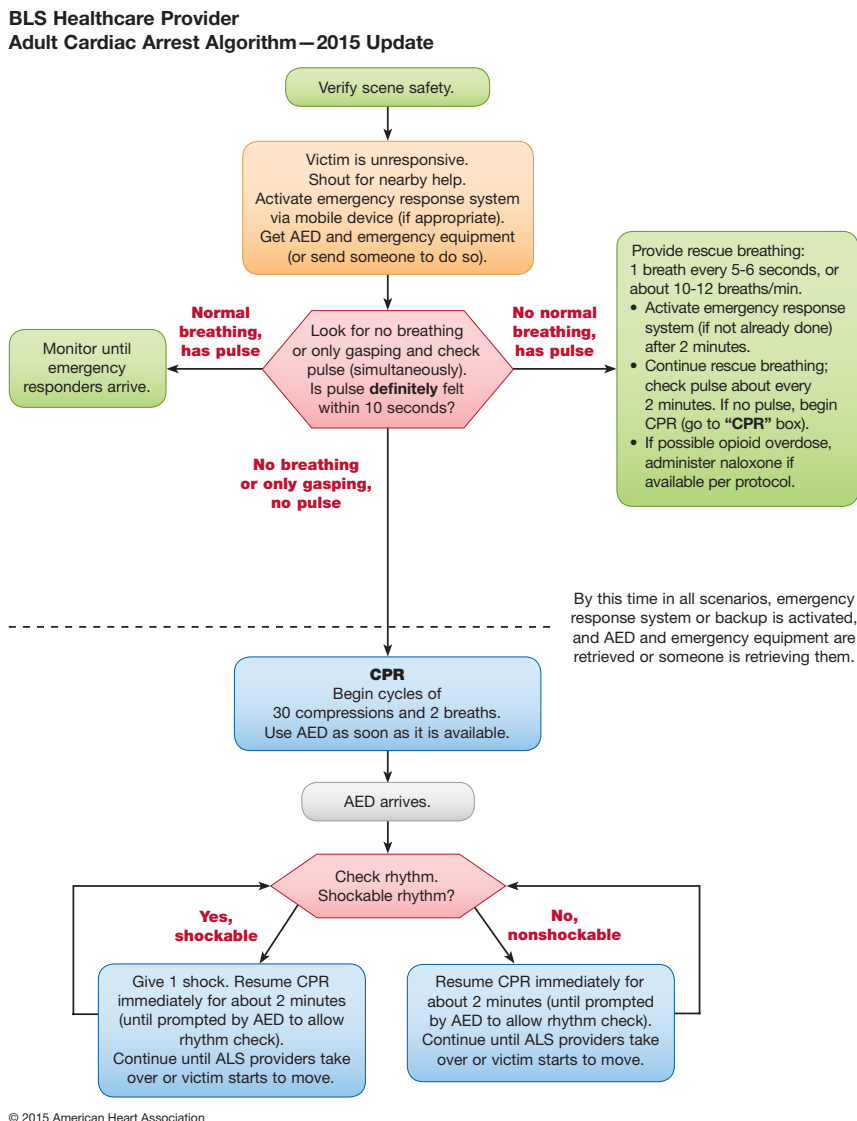 BLS Healthcare Provider
Adult Cardiac Arrest Algorithm—2015 Update
Verify scene safety.
Victim is unresponsive.
Shout for nearby help.
Activate emergency response system
via mobile device (if appropriate).
Get AED and emergency equipment
(or send someone to do so).
Normal
breathing,
has pulse
Monitor until
emergency
responders arrive.
Look for no breathing
or only gasping and check
pulse (simultaneously).
Is pulse definitely felt
within 10 seconds?
No normal
breathing,
has pulse
Provide rescue breathing:
1 breath every 5-6 seconds, or
about 10-12 breaths/min.
• Activate emergency response
system (if not already done)
after 2 minutes.
• Continue rescue breathing;
check pulse about every
2 minutes. If no pulse, begin
CPR (go to “CPR” box).
• If possible opioid overdose,
administer naloxone if
available per protocol.
No breathing
or only gasping,
no pulse
By this time in all scenarios, emergency
response system or backup is activated,
and AED and emergency equipment are
retrieved or someone is retrieving them.
CPR
Begin cycles of
30 compressions and 2 breaths.
Use AED as soon as it is available.
AED arrives.
Check rhythm.
Shockable rhythm?
Yes,
shockable
No,
nonshockable
Give 1 shock. Resume CPR
immediately for about 2 minutes
(until prompted by AED to allow
rhythm check).
Continue until ALS providers take
over or victim starts to move.
Resume CPR immediately for
about 2 minutes (until prompted
by AED to allow rhythm check).
Continue until ALS providers take
over or victim starts to move.
© 2015 American Heart Association